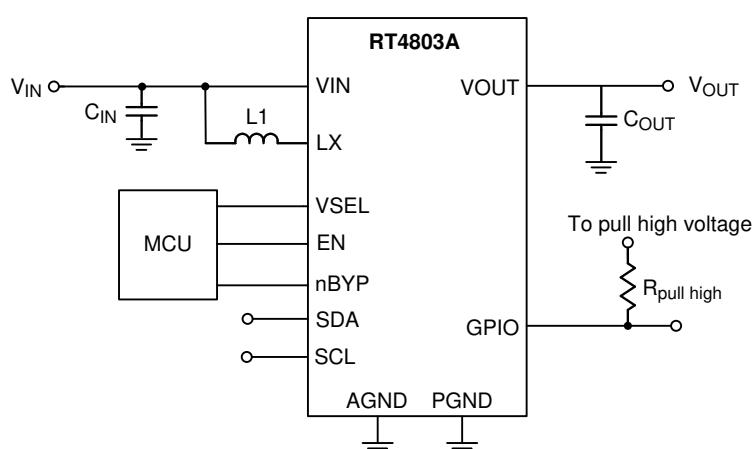 RT4803A
VIN
VIN
VOUT
VOUT
CIN
L1
COUT
LX
VSEL
MCU
EN
nBYP
SDA
SCL
To pull high voltage
Rpull high
GPIO
AGND
PGND